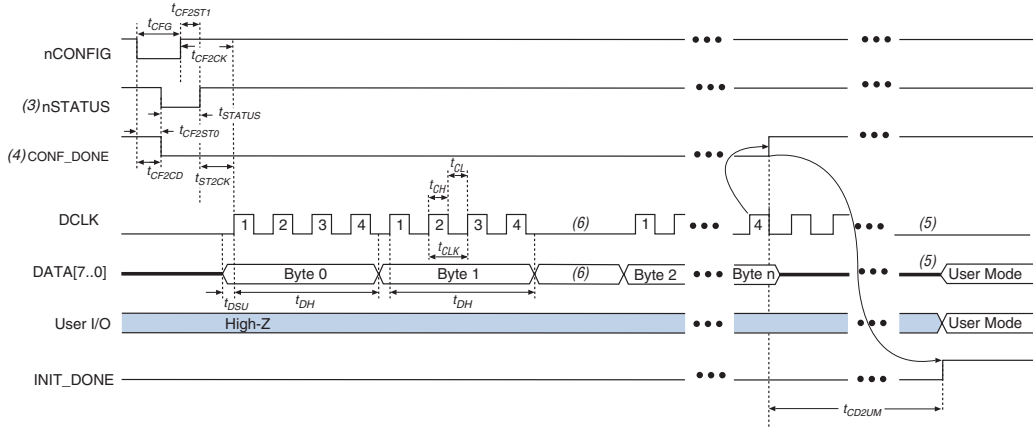 tCF2ST1
tCFG
nCONFIG
tCF2CK
(3) nSTATUS
tSTATUS
tCF2ST0
(4) CONF_DONE
tCF2CD
tST2CK
tCL
tCH
DCLK 1 2 3 4 1 2 3 4 (6) 1 4 (5)
tCLK
DATA[7..0] Byte 0 Byte 1 (6) Byte 2 Byte n (5) User Mode
tDSU tDH tDH
User I/O High-Z User Mode
INIT_DONE
tCD2UM